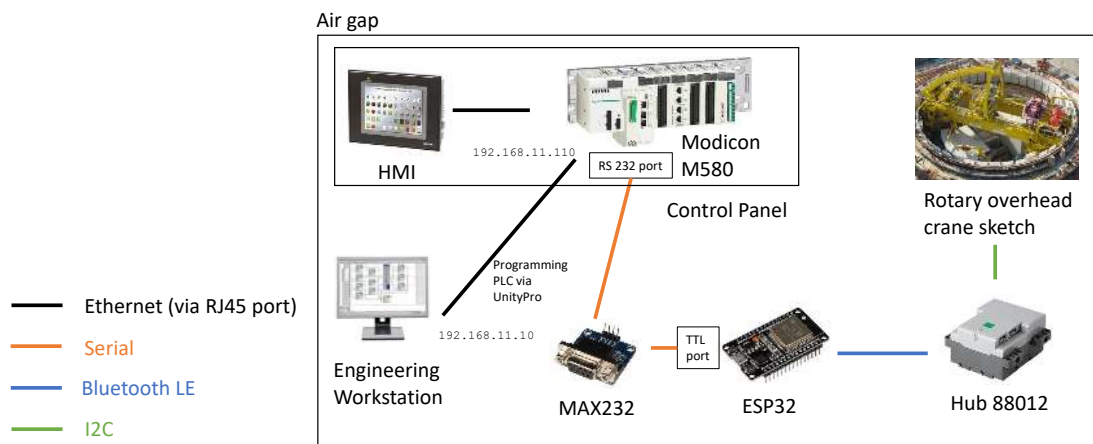 Air gap
HMI
192.168.11.110
RS 232 port
Modicon
M580
Control Panel
Rotary overhead
crane sketch
Programming
PLC via
UnityPro
192.168.11.10
Engineering
Workstation
MAX232
TTL
port
ESP32
Hub 88012
Ethernet (via RJ45 port)
Serial
Bluetooth LE
I2C